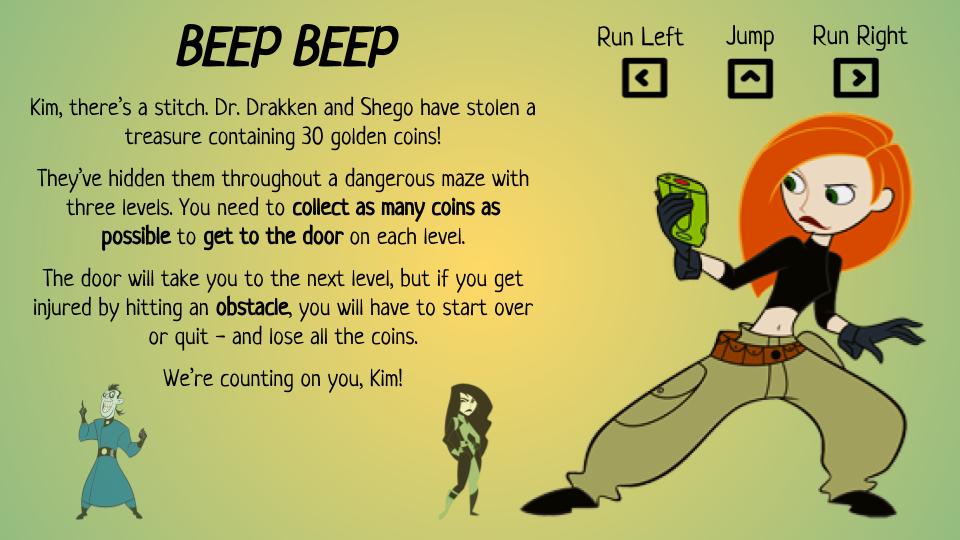 BEEP BEEP
Kim, there's a stitch. Dr. Drakken and Shego have stolen a
treasure containing 30 golden coins!
They've hidden them throughout a dangerous maze with
three levels. You need to collect as many coins as
possible to get to the door on each level.
The door will take you to the next level, but if you get
injured by hitting an obstacle, you will have to start over
or quit - and lose all the coins.
We're counting on you, Kim!
Run Left
Jump
Run Right